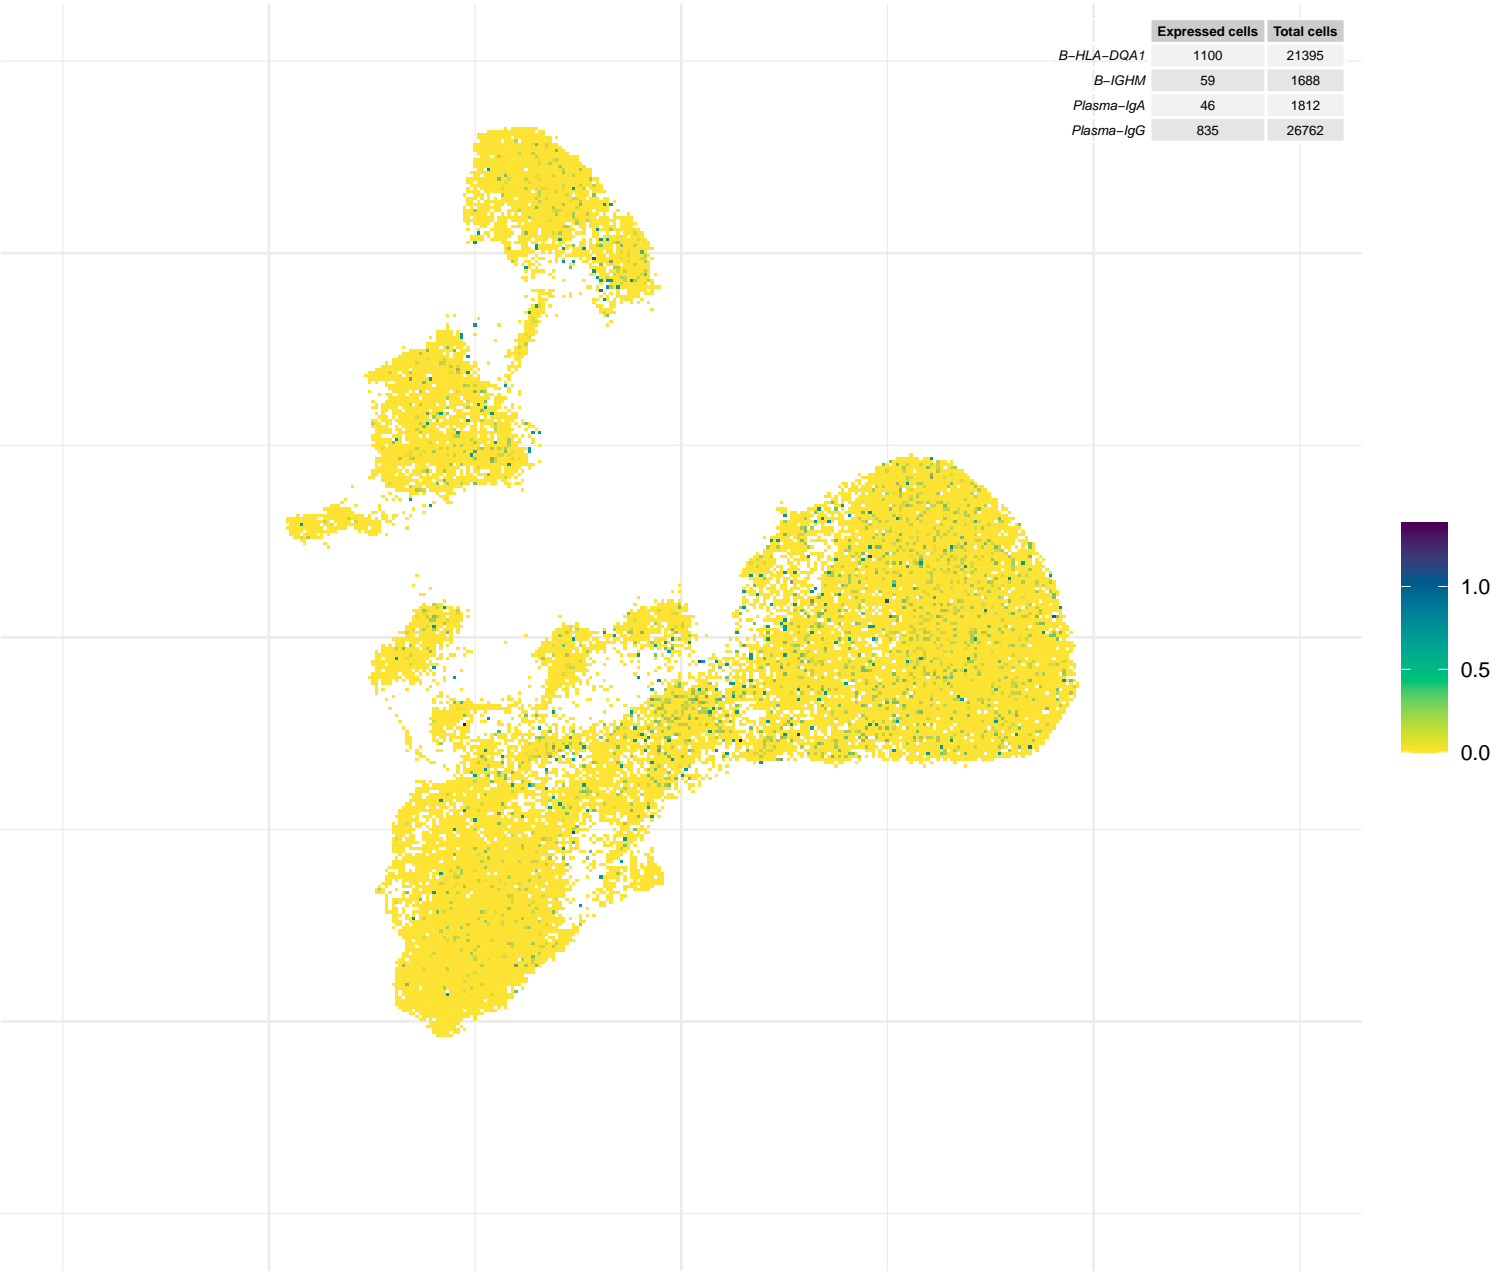 Expressed cells Total cells
B-HLA-DQA1 1100 21395
B-IGHM 59 1688
Plasma-IgA 46 1812
Plasma-IgG 835 26762
1.0
0.5
0.0